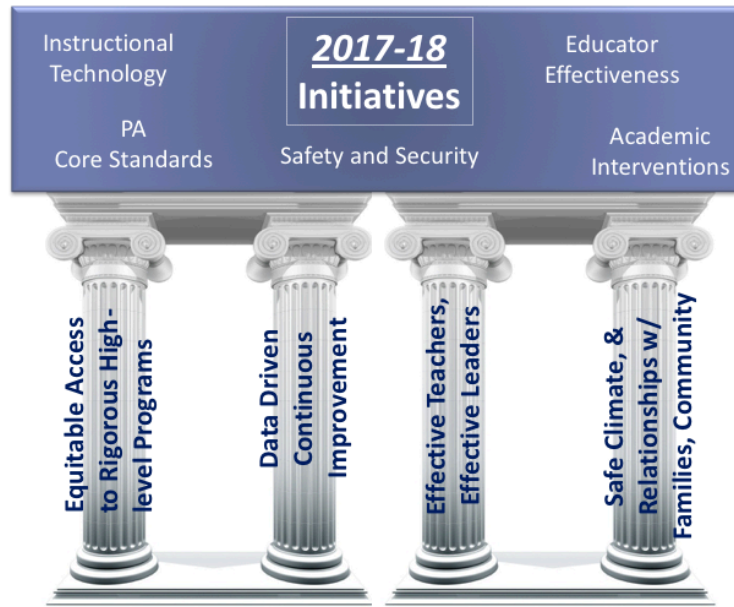 Instructional
Technology
2017-18
Initiatives
Educator
Effectiveness
PA
Core Standards
Safety and Security
Academic
Interventions
Equitable Access
to Rigorous High-
level Programs
Data Driven
Continuous
Improvement
Effective Teachers,
Effective Leaders
Safe Climate, &
Relationships w/
Families, Community